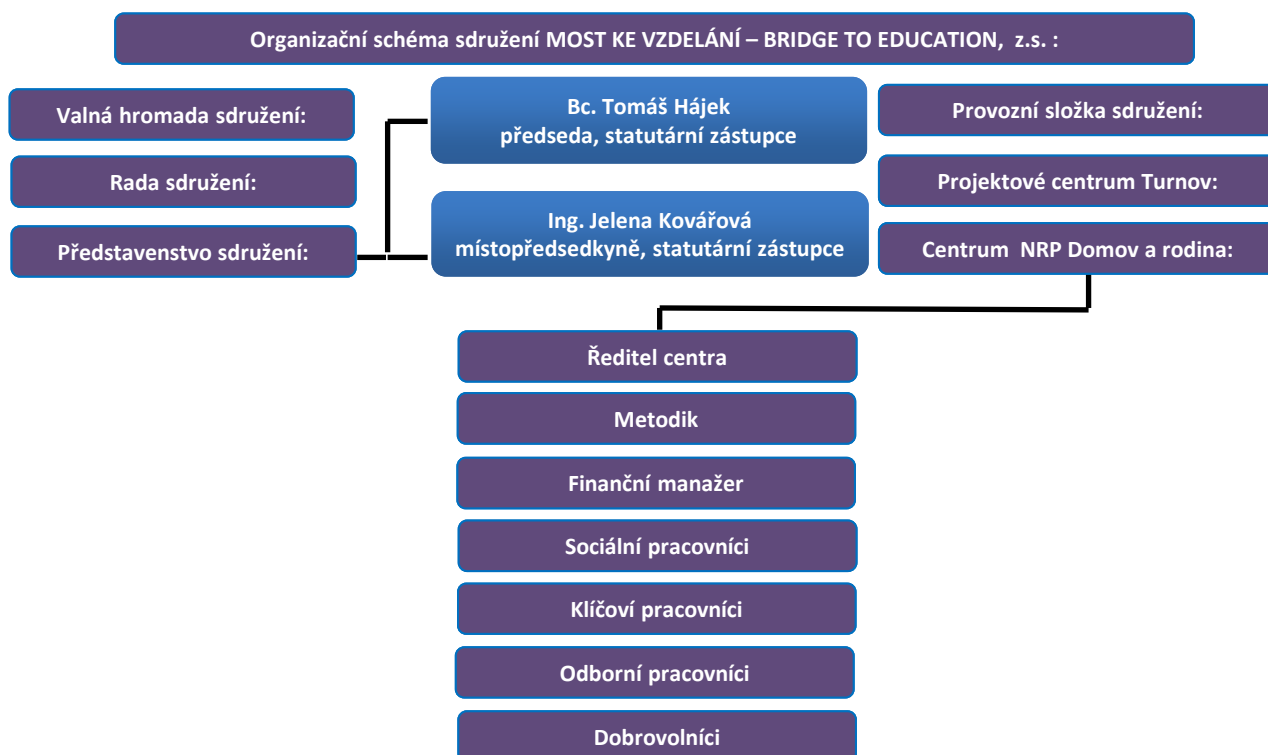 Organizační schéma sdružení MOST KE VZDELÁNÍ – BRIDGE TO EDUCATION, z.s. :
Valná hromada sdružení:
Rada sdružení:
Představenstvo sdružení:
Bc. Tomáš Hájek
předseda, statutární zástupce
Ing. Jelena Kovářová
místopředsedkyně, statutární zástupce
Provozní složka sdružení:
Projektové centrum Turnov:
Centrum NRP Domov a rodina:
Ředitel centra
Metodik
Finanční manažer
Sociální pracovníci
Klíčoví pracovníci
Odborní pracovníci
Dobrovolníci